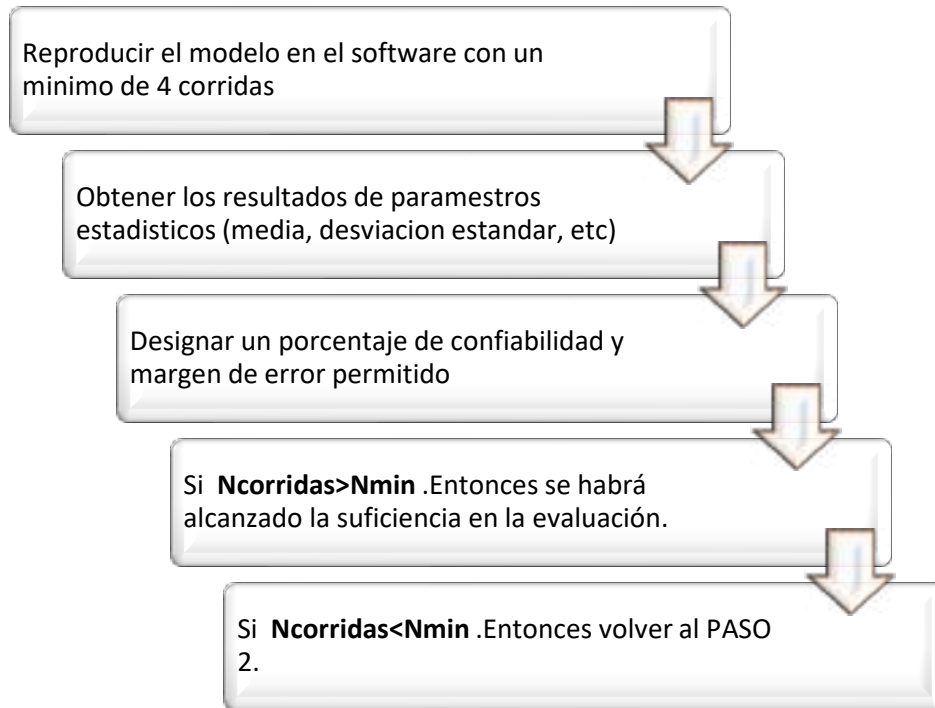 Reproducir el modelo en el software con un
minimo de 4 corridas
Obtener los resultados de paramestros
estadisticos (media, desviacion estandar, etc)
Designar un porcentaje de confiabilidad y
margen de error permitido
Si Ncorridas>Nmin .Entonces se habrá
alcanzado la suficiencia en la evaluación.
Si Ncorridas<Nmin .Entonces volver al PASO
2.